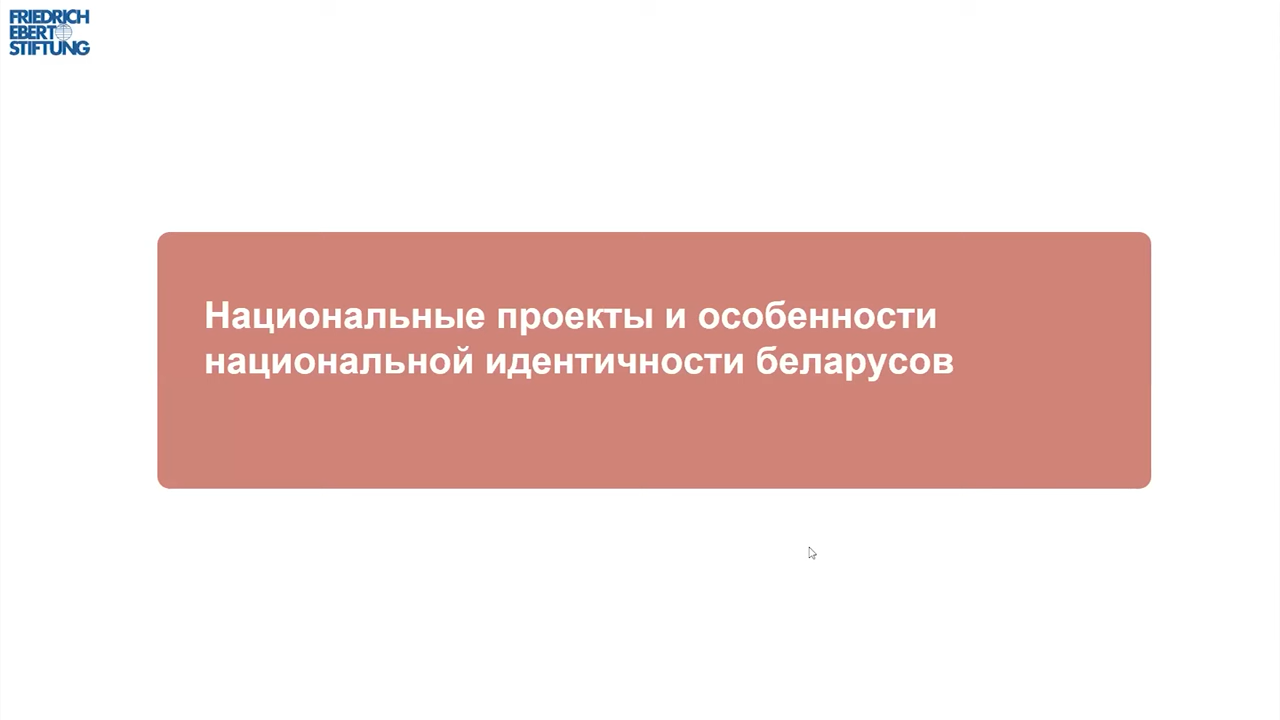 FRIEDRICH
EBERT
STIFTUNG
Национальные проекты и особенности
национальной идентичности беларусов